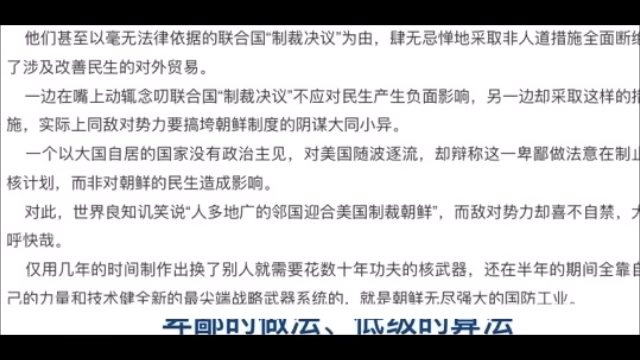 他们甚至以毫无法律依据的联合国“制裁决议”为由，肆无忌惮地采取非人道措施全面断绝
了涉及改善民生的对外贸易。
一边在嘴上动辄念叨联合国“制裁决议”不应对民生产生负面影响，另一边却采取这样的措
施，实际上同敌对势力要搞垮朝鲜制度的阴谋大同小异。
一个以大国自居的国家没有政治主见，对美国随波逐流，却辩称这一卑鄙做法意在制止
核计划，而非对朝鲜的民生造成影响。
对此，世界良知讥笑说“人多地广的邻国迎合美国制裁朝鲜”，而敌对势力却喜不自禁，大
呼快哉。
仅用几年的时间制作出换了别人就需要花数十年功夫的核武器，还在半年的期间全靠自
己的力量和技术健全新的最尖端战略武器系统的，就是朝鲜无尽强大的国防工业。
卑鄙的做法、低级的算法